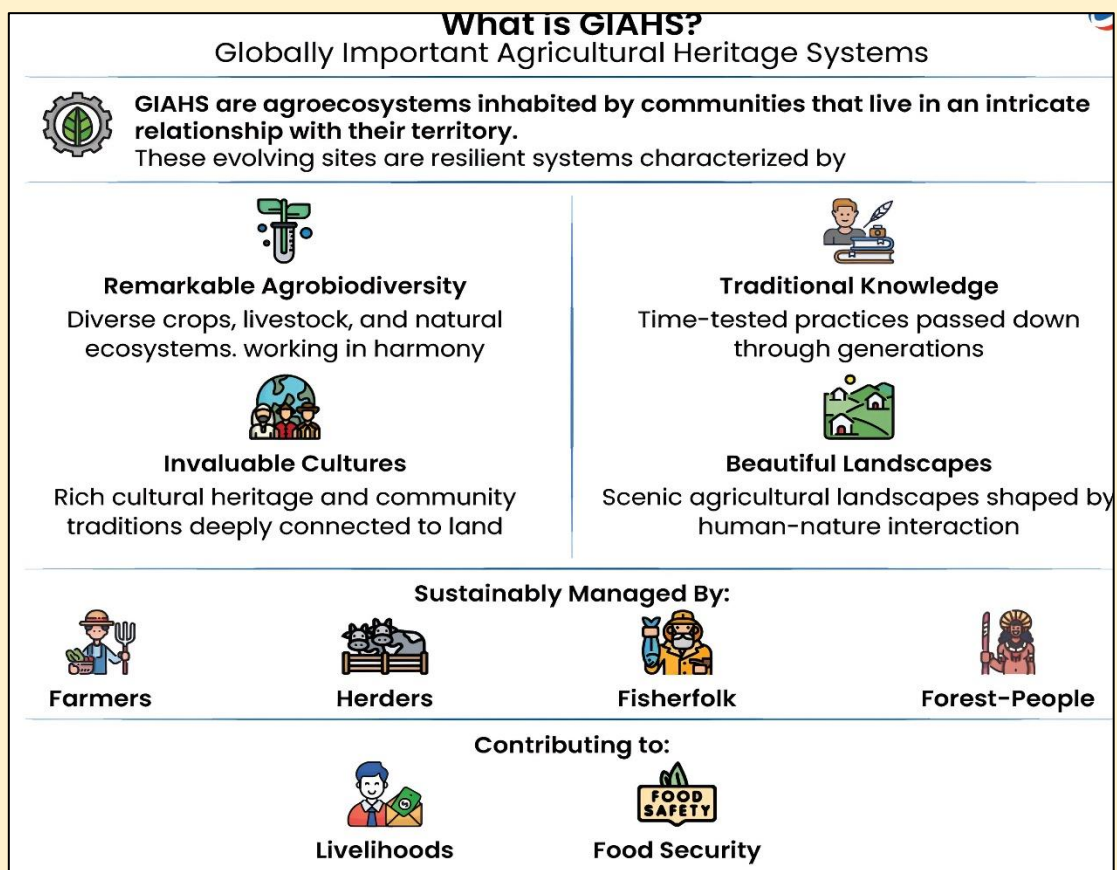 What is GIAHS?
Globally Important Agricultural Heritage Systems
GIAHS are agroecosystems inhabited by communities that live in an intricate
relationship with their territory.
These evolving sites are resilient systems characterized by
Remarkable Agrobiodiversity
Diverse crops, livestock, and natural
ecosystems. working in harmony
Traditional Knowledge
Time-tested practices passed down
through generations
Invaluable Cultures
Rich cultural heritage and community
traditions deeply connected to land
Beautiful Landscapes
Scenic agricultural landscapes shaped by
human-nature interaction
Sustainably Managed By:
Farmers
Herders
Fisherfolk
Forest-People
Contributing to:
FOOD
SAFETY
Livelihoods
Food Security